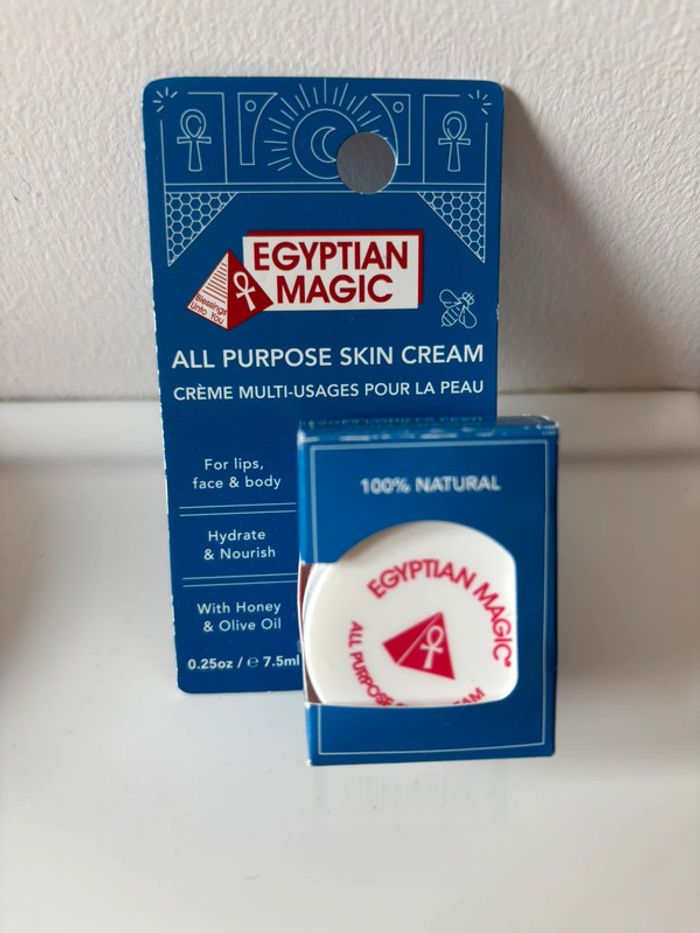 EGYPTIAN
MAGIC
Blessings
Unto You
ALL PURPOSE SKIN CREAM
CRÈME MULTI-USAGES POUR LA PEAU
For lips,
face & body
Hydrate
& Nourish
With Honey
& Olive Oil
0.25oz / ℮ 7.5ml
100% NATURAL
EGYPTIAN MAGIC
ALL PURPOSE